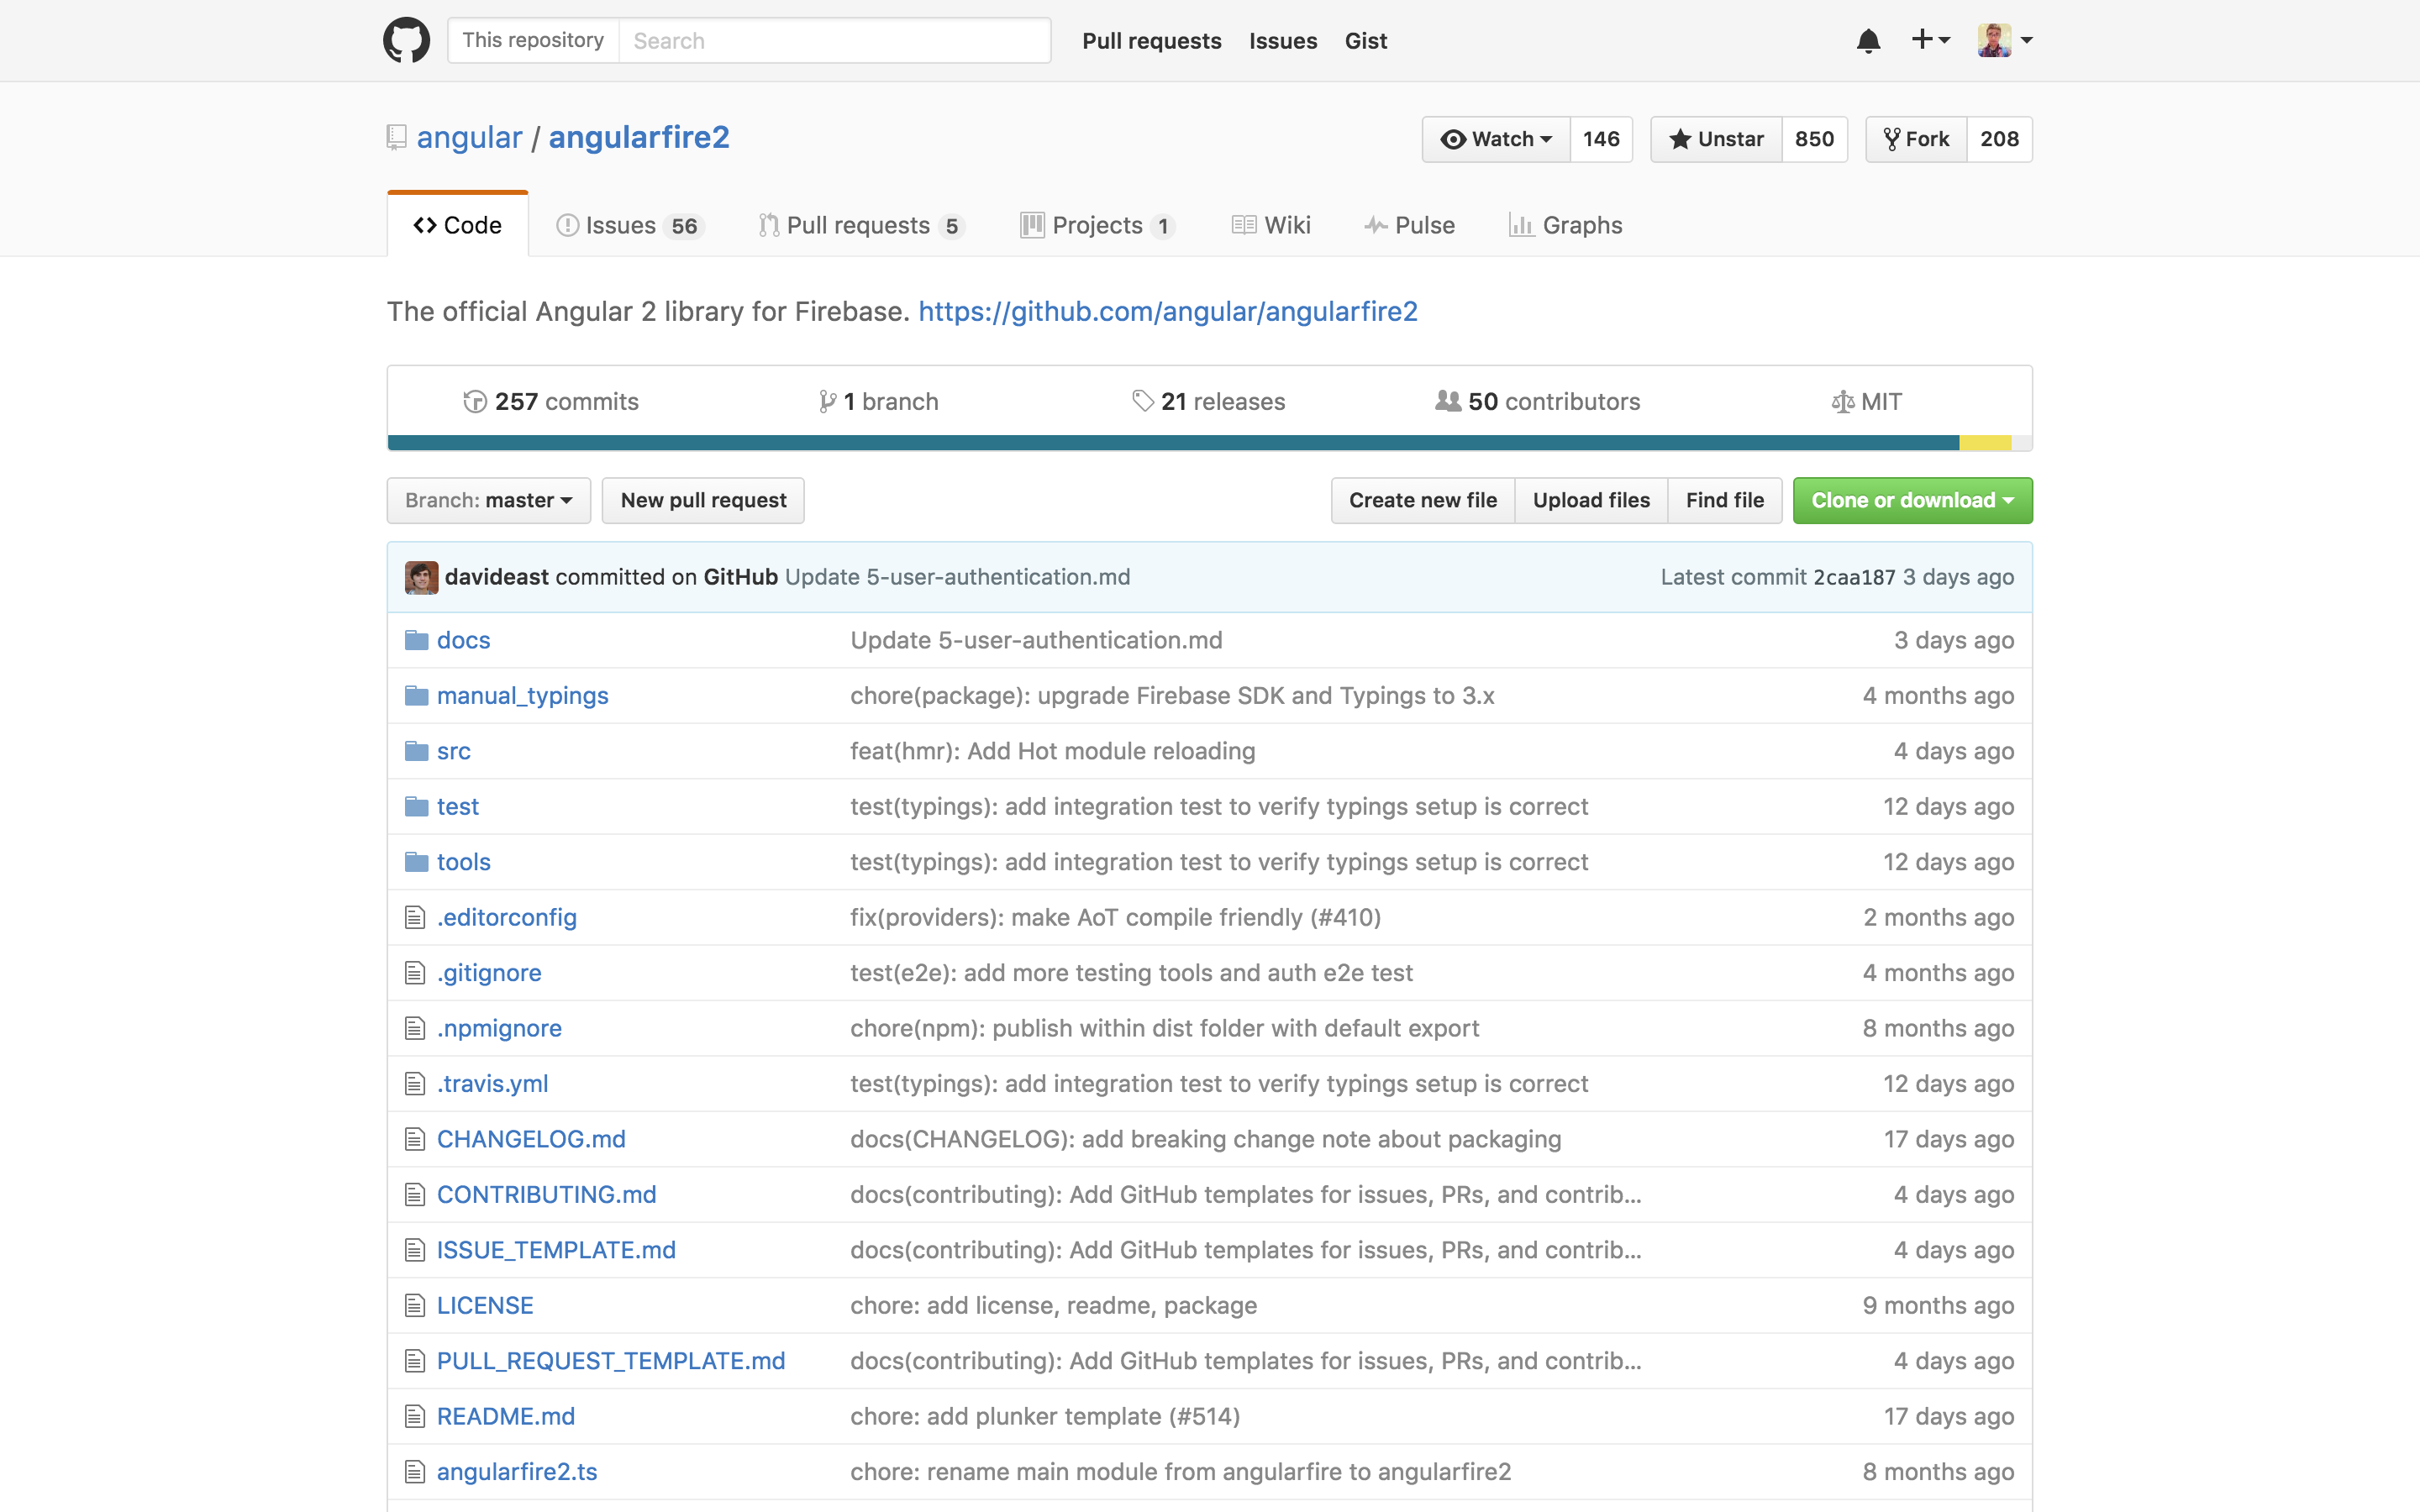 This repository Search Pull requests Issues Gist
angular / angularfire2 Watch 146 Unstar 850 Fork 208
Code Issues 56 Pull requests 5 Projects 1 Wiki Pulse Graphs
The official Angular 2 library for Firebase. https://github.com/angular/angularfire2
257 commits 1 branch 21 releases 50 contributors MIT
Branch: master New pull request Create new file Upload files Find file Clone or download
davideast committed on GitHub Update 5-user-authentication.md Latest commit 2caa187 3 days ago
docs Update 5-user-authentication.md 3 days ago
manual_typings chore(package): upgrade Firebase SDK and Typings to 3.x 4 months ago
src feat(hmr): Add Hot module reloading 4 days ago
test test(typings): add integration test to verify typings setup is correct 12 days ago
tools test(typings): add integration test to verify typings setup is correct 12 days ago
.editorconfig fix(providers): make AoT compile friendly (#410) 2 months ago
.gitignore test(e2e): add more testing tools and auth e2e test 4 months ago
.npmignore chore(npm): publish within dist folder with default export 8 months ago
.travis.yml test(typings): add integration test to verify typings setup is correct 12 days ago
CHANGELOG.md docs(CHANGELOG): add breaking change note about packaging 17 days ago
CONTRIBUTING.md docs(contributing): Add GitHub templates for issues, PRs, and contrib... 4 days ago
ISSUE_TEMPLATE.md docs(contributing): Add GitHub templates for issues, PRs, and contrib... 4 days ago
LICENSE chore: add license, readme, package 9 months ago
PULL_REQUEST_TEMPLATE.md docs(contributing): Add GitHub templates for issues, PRs, and contrib... 4 days ago
README.md chore: add plunker template (#514) 17 days ago
angularfire2.ts chore: rename main module from angularfire to angularfire2 8 months ago